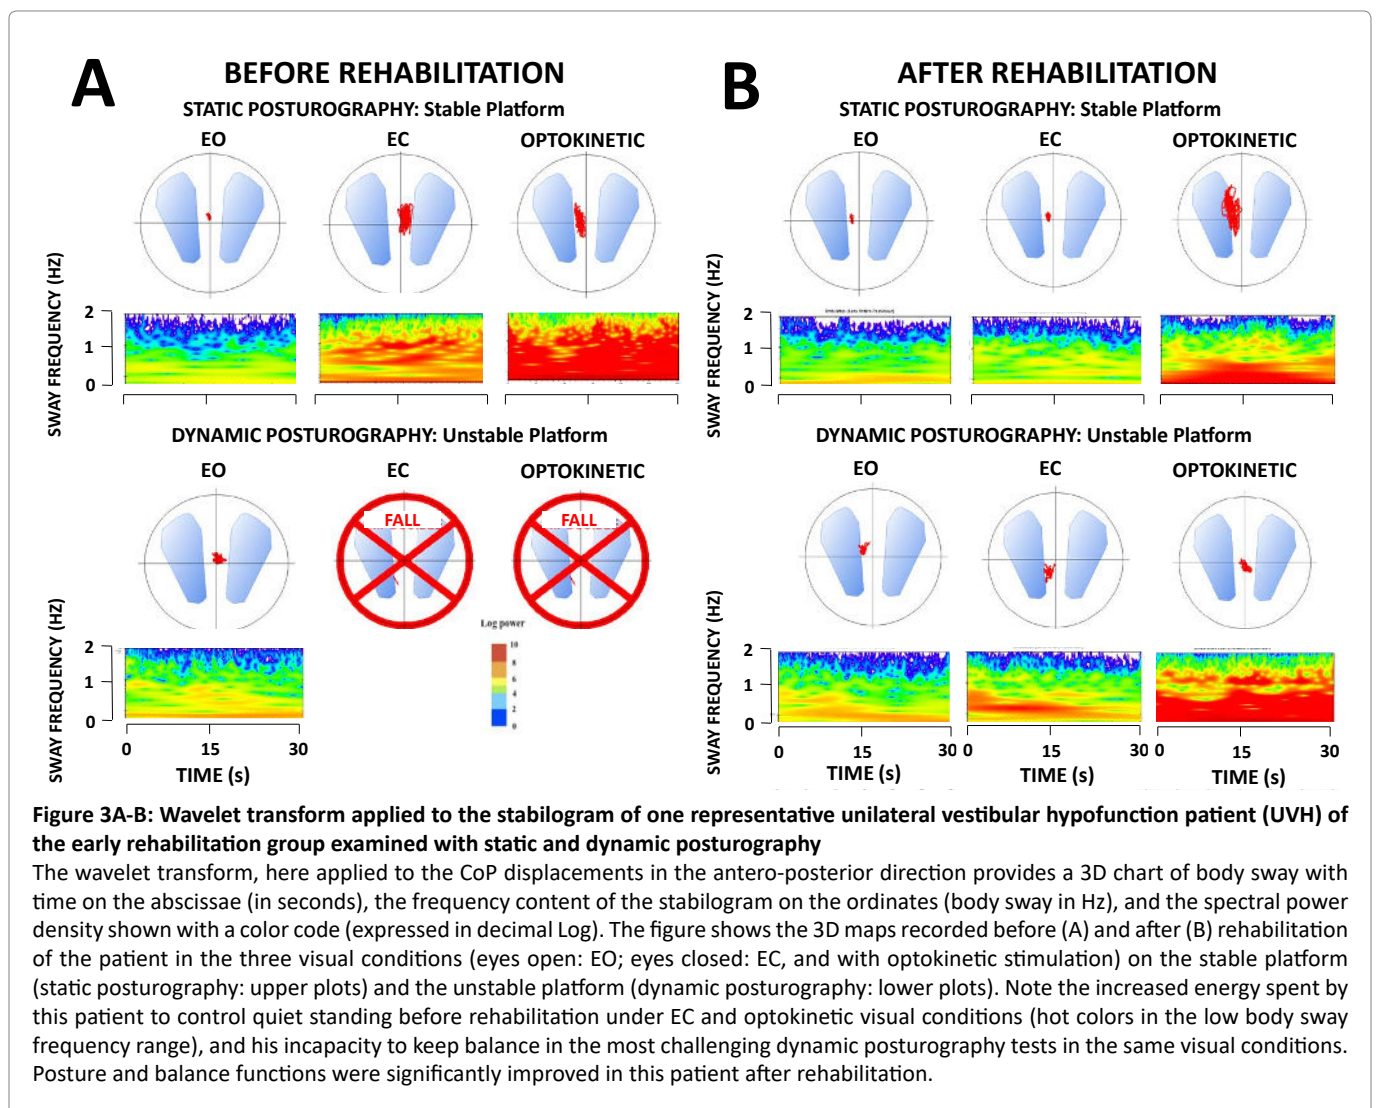 A
BEFORE REHABILITATION
STATIC POSTUROGRAPHY: Stable Platform
EO
EC
OPTOKINETIC
SWAY FREQUENCY (HZ)
2
1
0
DYNAMIC POSTUROGRAPHY: Unstable Platform
EO
EC
OPTOKINETIC
FALL
FALL
SWAY FREQUENCY (HZ)
2
1
0
0
15
30
TIME (s)
Log power
10
8
6
4
2
0
B
AFTER REHABILITATION
STATIC POSTUROGRAPHY: Stable Platform
EO
EC
OPTOKINETIC
SWAY FREQUENCY (HZ)
2
1
0
DYNAMIC POSTUROGRAPHY: Unstable Platform
EO
EC
OPTOKINETIC
SWAY FREQUENCY (HZ)
2
1
0
0 15 30 0 15 30 0 15 30
TIME (s) TIME (s) TIME (s)
Figure 3A-B: Wavelet transform applied to the stabilogram of one representative unilateral vestibular hypofunction patient (UVH) of
the early rehabilitation group examined with static and dynamic posturography
The wavelet transform, here applied to the CoP displacements in the antero-posterior direction provides a 3D chart of body sway with
time on the abscissae (in seconds), the frequency content of the stabilogram on the ordinates (body sway in Hz), and the spectral power
density shown with a color code (expressed in decimal Log). The figure shows the 3D maps recorded before (A) and after (B) rehabilitation
of the patient in the three visual conditions (eyes open: EO; eyes closed: EC, and with optokinetic stimulation) on the stable platform
(static posturography: upper plots) and the unstable platform (dynamic posturography: lower plots). Note the increased energy spent by
this patient to control quiet standing before rehabilitation under EC and optokinetic visual conditions (hot colors in the low body sway
frequency range), and his incapacity to keep balance in the most challenging dynamic posturography tests in the same visual conditions.
Posture and balance functions were significantly improved in this patient after rehabilitation.